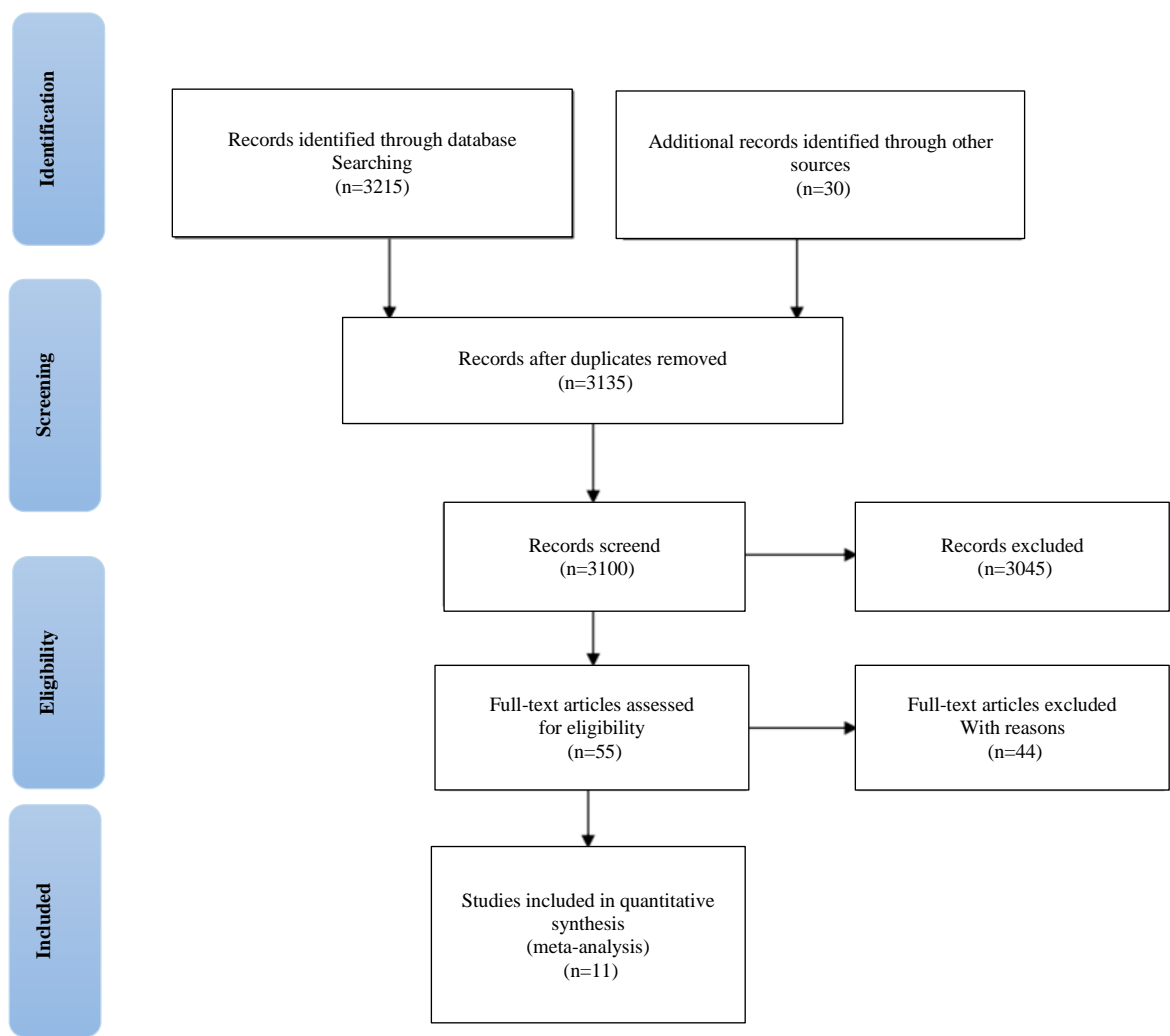 Identification
Records identified through database
Searching
(n=3215)
Additional records identified through other
sources
(n=30)
Screening
Records after duplicates removed
(n=3135)
Records screend
(n=3100)
Records excluded
(n=3045)
Eligibility
Full-text articles assessed
for eligibility
(n=55)
Full-text articles excluded
With reasons
(n=44)
Included
Studies included in quantitative
synthesis
(meta-analysis)
(n=11)